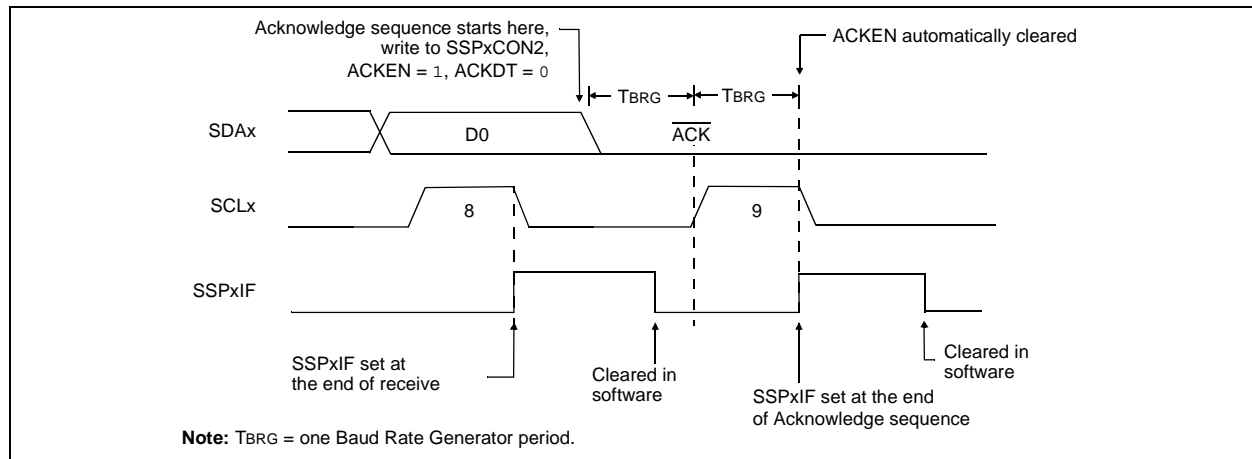 Acknowledge sequence starts here,
write to SSPxCON2,
ACKEN = 1, ACKDT = 0
ACKEN automatically cleared
TBRG
TBRG
SDAx
D0
ACK
SCLx
8
9
SSPxIF
SSPxIF set at
the end of receive
Cleared in
software
SSPxIF set at the end
of Acknowledge sequence
Cleared in
software
Note: TBRG = one Baud Rate Generator period.